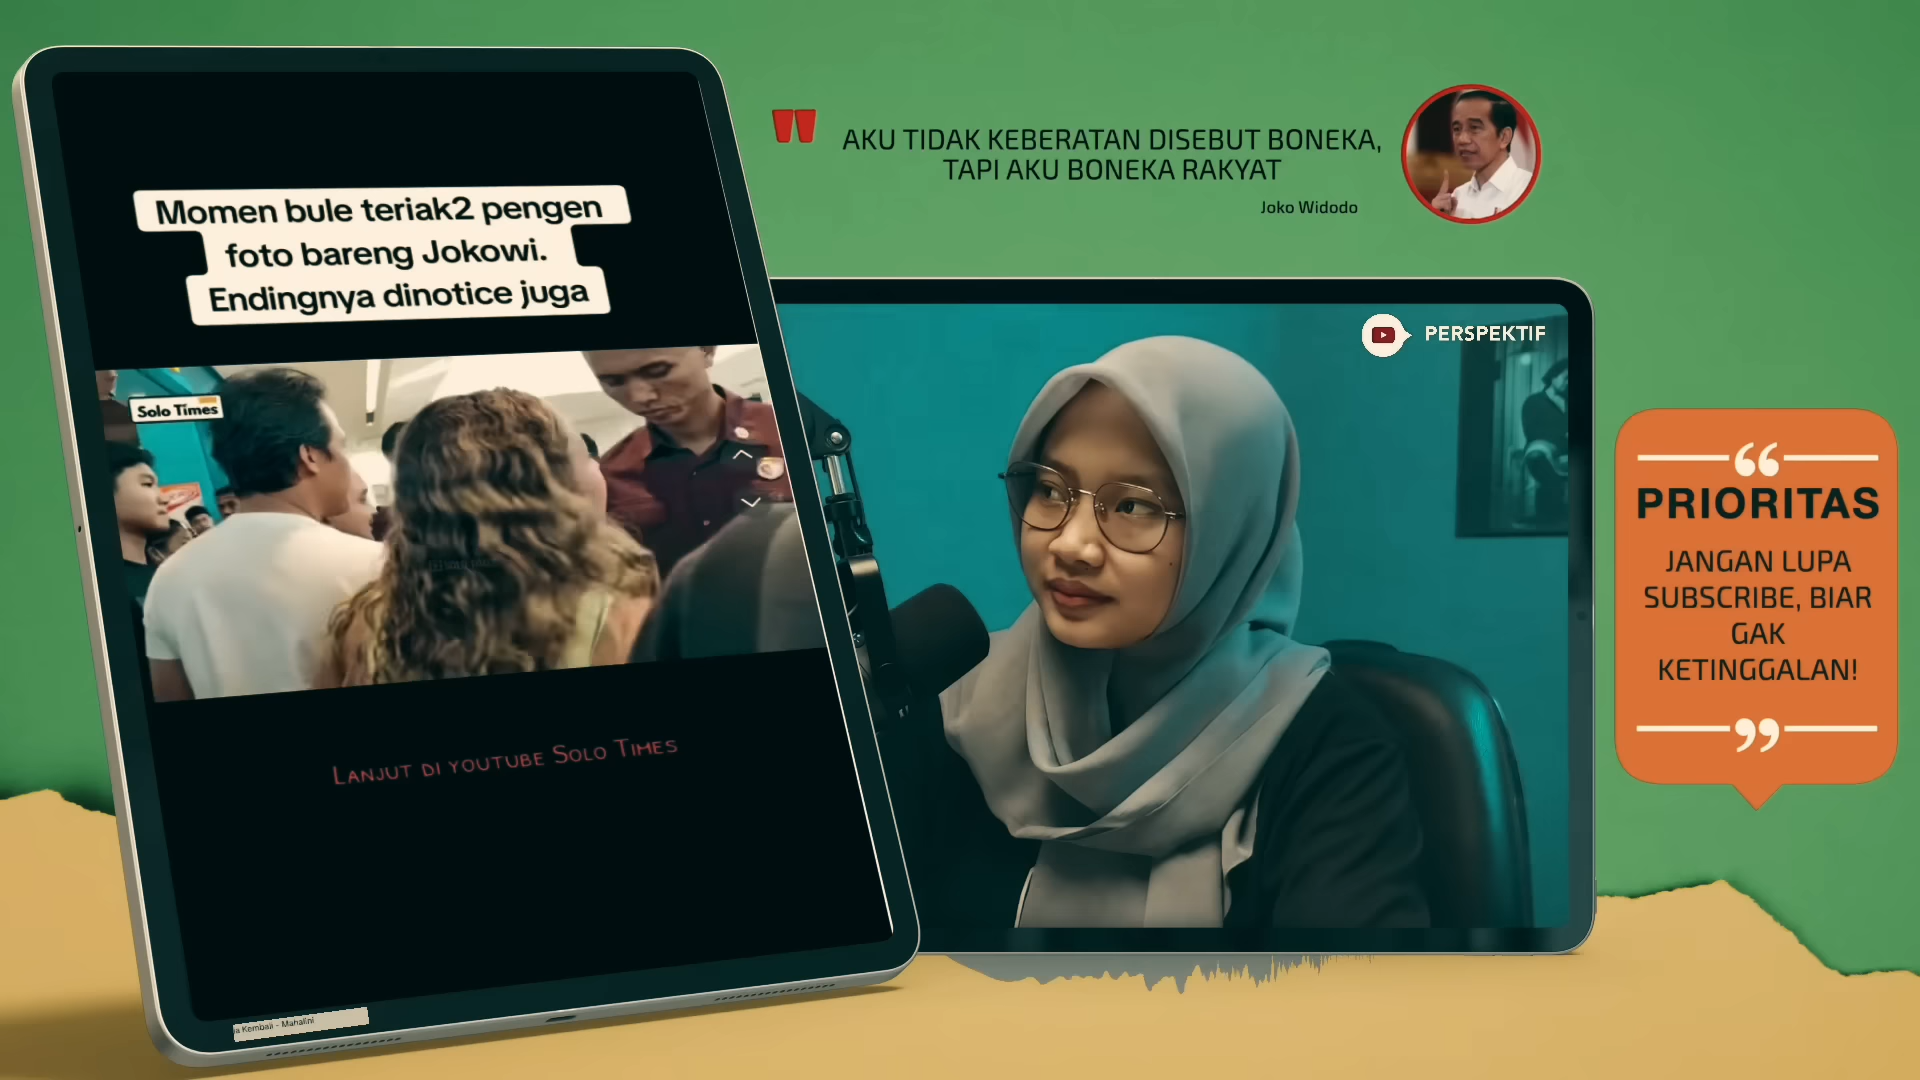 Momen bule teriak2 pengen
foto bareng Jokowi.
Endingnya dinotice juga
Solo Times
LANJUT DI YOUTUBE SOLO TIMES
Kembali - Mahalini
AKU TIDAK KEBERATAN DISEBUT BONEKA,
TAPI AKU BONEKA RAKYAT
Joko Widodo
PERSPEKTIF
PRIORITAS
JANGAN LUPA
SUBSCRIBE, BIAR
GAK
KETINGGALAN!